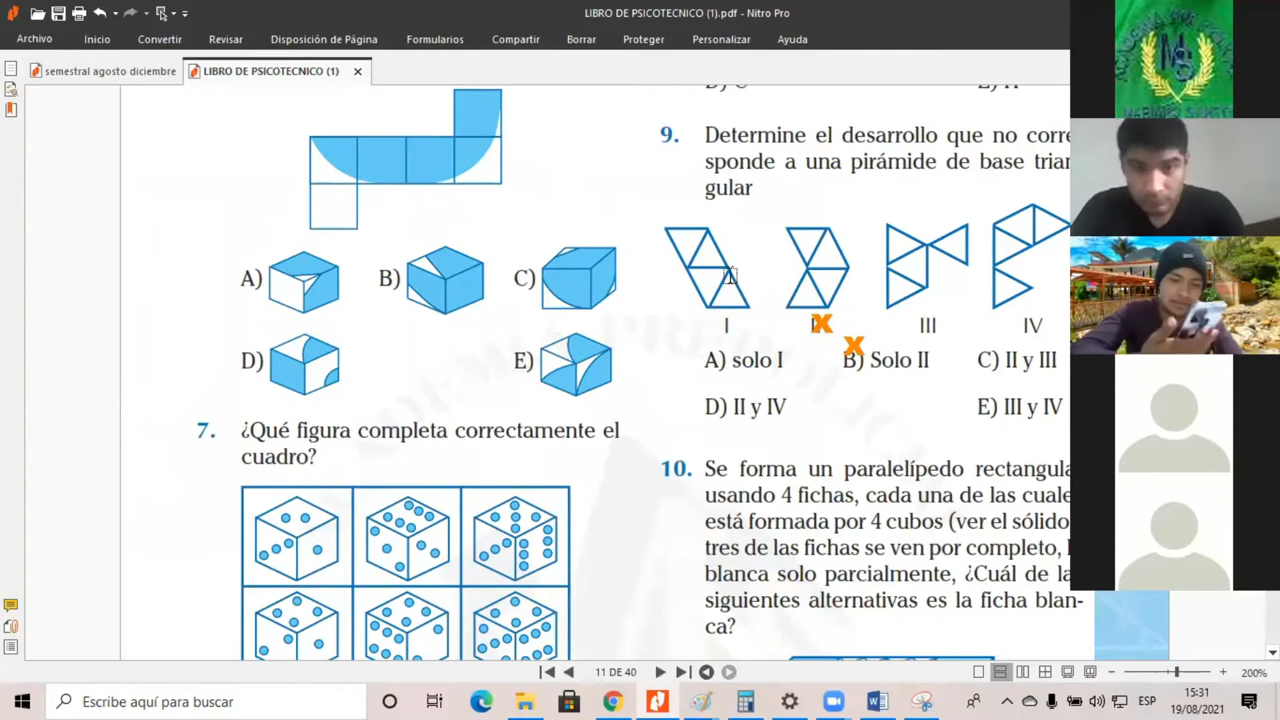 LIBRO DE PSICOTECNICO (1).pdf - Nitro Pro
Archivo Inicio Convertir Revisar Disposición de Página Formularios Compartir Borrar Proteger Personalizar Ayuda
semestral agosto diciembre LIBRO DE PSICOTECNICO (1)
A) B) C)
D) E)
7. ¿Qué figura completa correctamente el
cuadro?
9. Determine el desarrollo que no corre
sponde a una pirámide de base trian
gular
I III IV
A) solo I B) Solo II C) II y III
D) II y IV E) III y IV
10. Se forma un paralelípedo rectangula
usando 4 fichas, cada una de las cuale
está formada por 4 cubos (ver el sólido
tres de las fichas se ven por completo,
blanca solo parcialmente, ¿Cuál de la
siguientes alternativas es la ficha blan-
ca?
11 DE 40
200%
Escribe aquí para buscar
ESP
15:31
19/08/2021